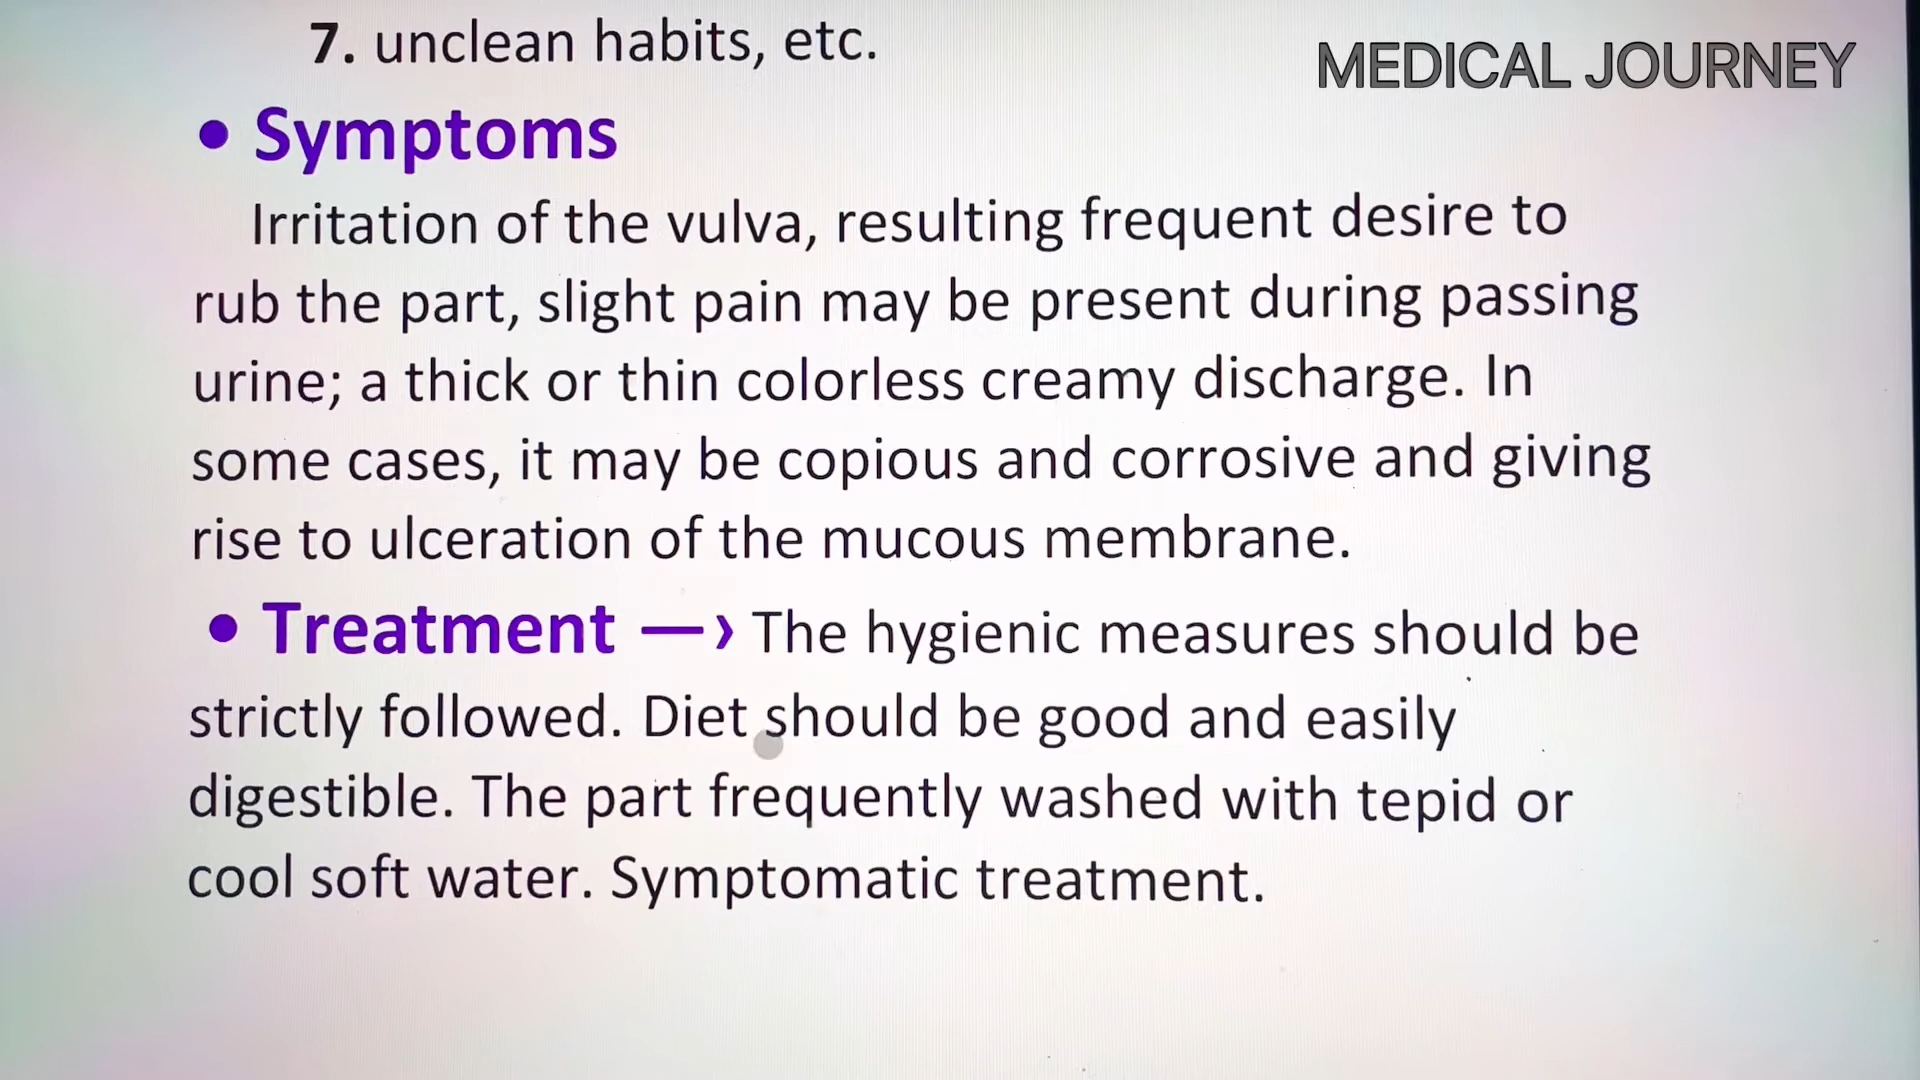 7. unclean habits, etc.
MEDICAL JOURNEY
• Symptoms
Irritation of the vulva, resulting frequent desire to
rub the part, slight pain may be present during passing
urine; a thick or thin colorless creamy discharge. In
some cases, it may be copious and corrosive and giving
rise to ulceration of the mucous membrane.
• Treatment —› The hygienic measures should be
strictly followed. Diet should be good and easily
digestible. The part frequently washed with tepid or
cool soft water. Symptomatic treatment.